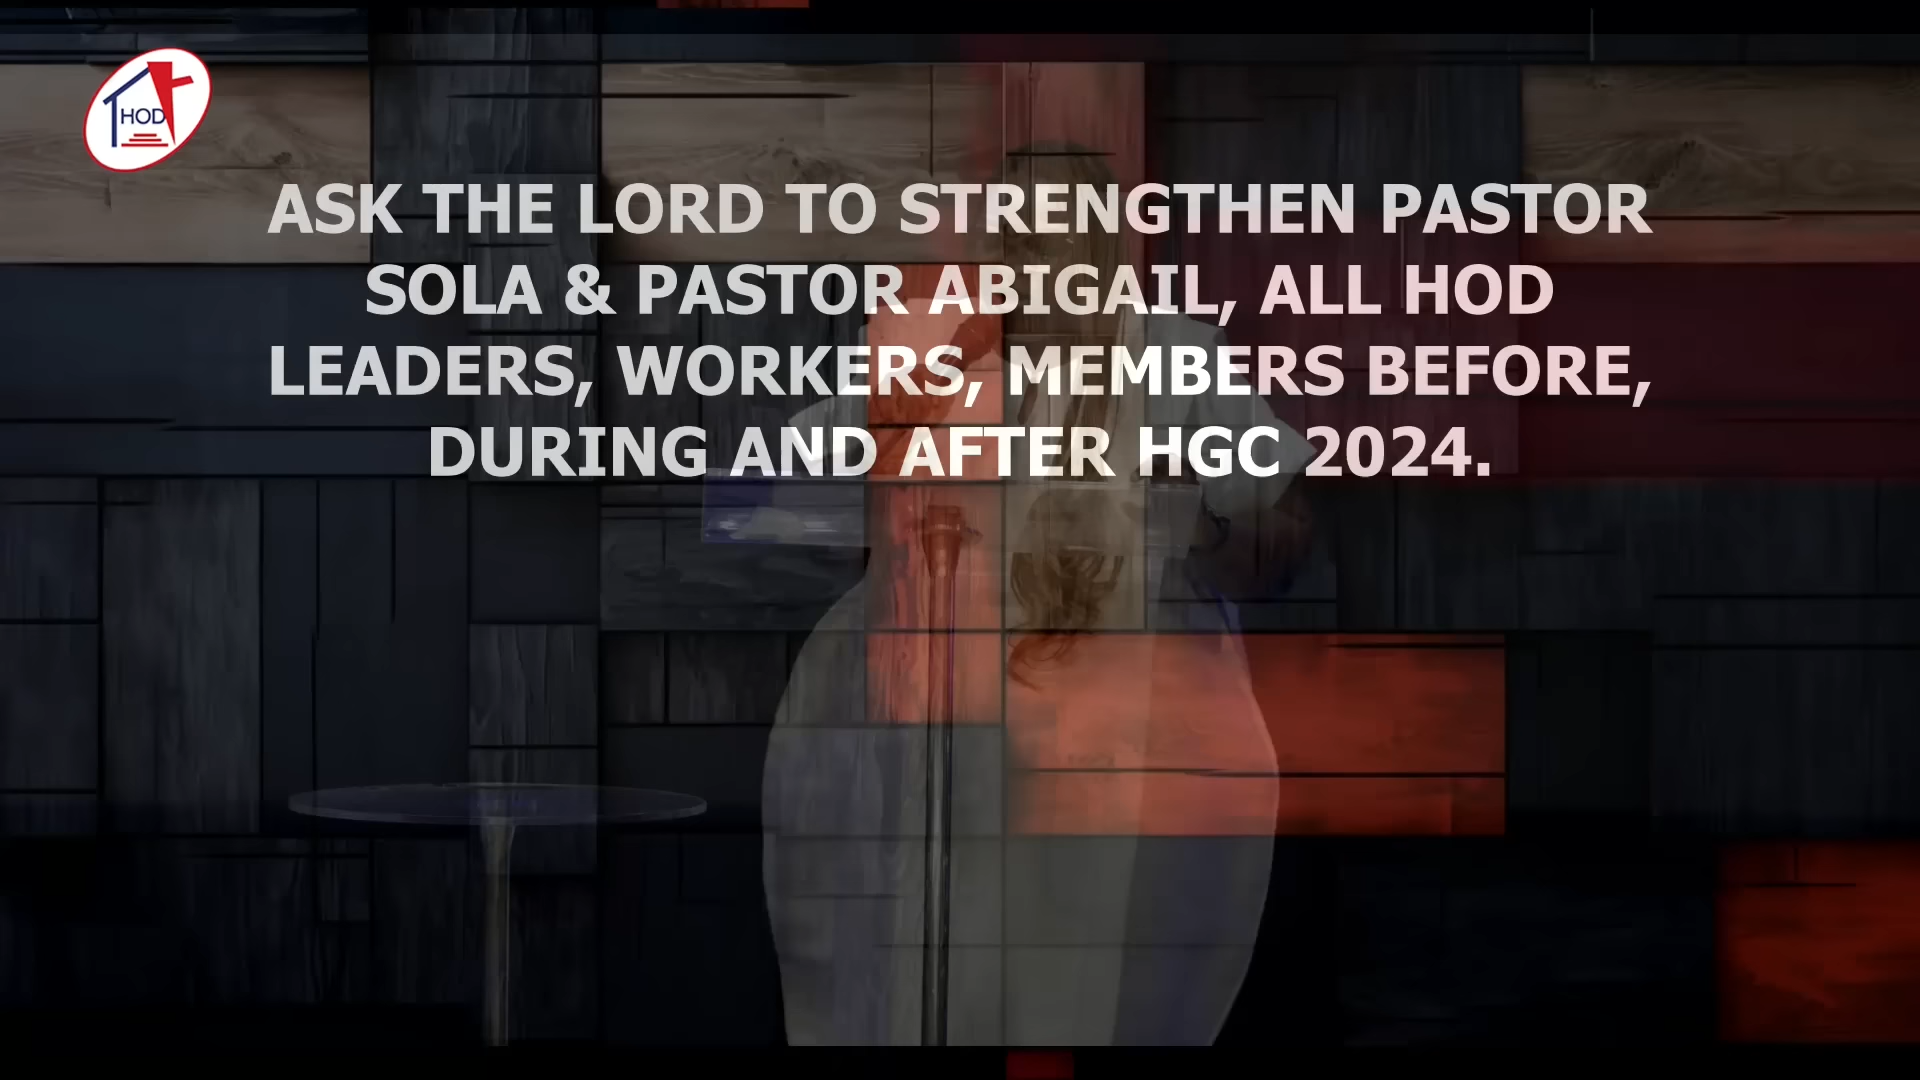 HOD
ASK THE LORD TO STRENGTHEN PASTOR
SOLA & PASTOR ABIGAIL, ALL HOD
LEADERS, WORKERS, MEMBERS BEFORE,
DURING AND AFTER HGC 2024.